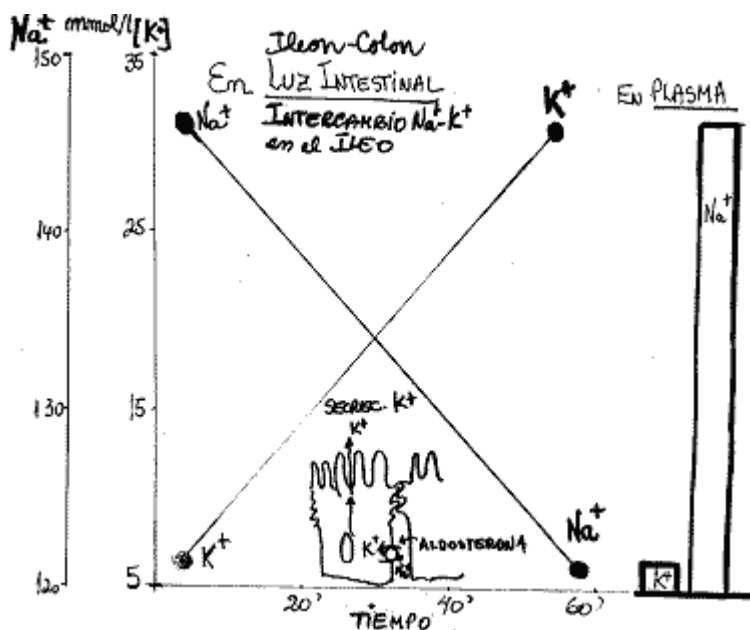 Na⁺ mmol/l [K⁺]
Ileon-Colon
En LUZ INTESTINAL
INTERCAMBIO Na⁺-K⁺
en el ILEO
EN PLASMA
150
140
130
120
35
25
15
5
Na⁺
K⁺
K⁺
Na⁺
SECREC. K⁺
K⁺
K⁺
ALDOSTERONA
20'
40'
60'
TIEMPO
Na⁺
K⁺